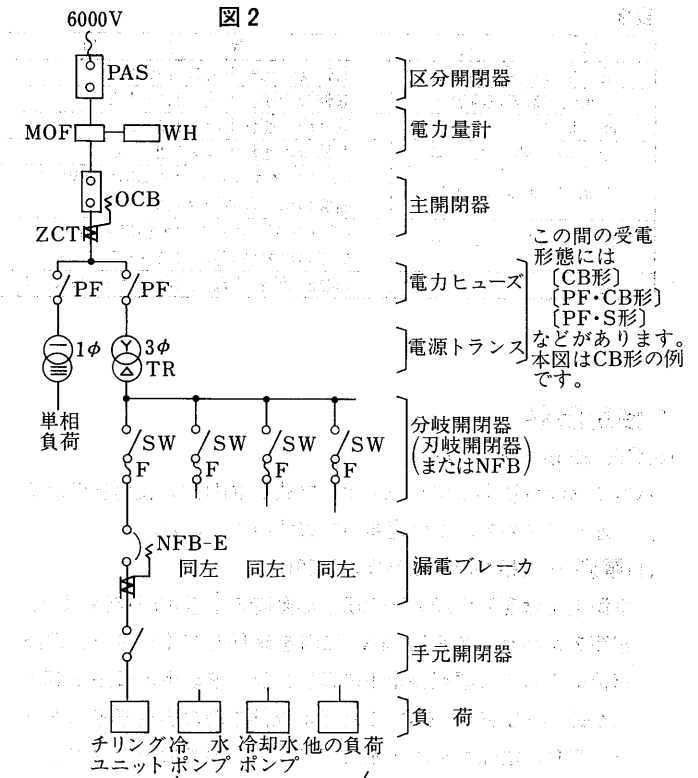 図2
6000V
PAS
区分開閉器
MOF
WH
電力量計
OCB
主開閉器
ZCT
この間の受電
形態には
〔CB形〕
〔PF・CB形〕
〔PF・S形〕
などがあります。
本図はCB形の例
です。
PF
PF
電力ヒューズ
1φ
3φ
TR
電源トランス
単相
負荷
SW
F
SW
F
SW
F
SW
F
分岐開閉器
(刃岐開閉器
またはNFB)
NFB-E
同左
同左
同左
漏電ブレーカ
手元開閉器
負荷
チリング
ユニット
冷水
ポンプ
冷却水
ポンプ
他の負荷